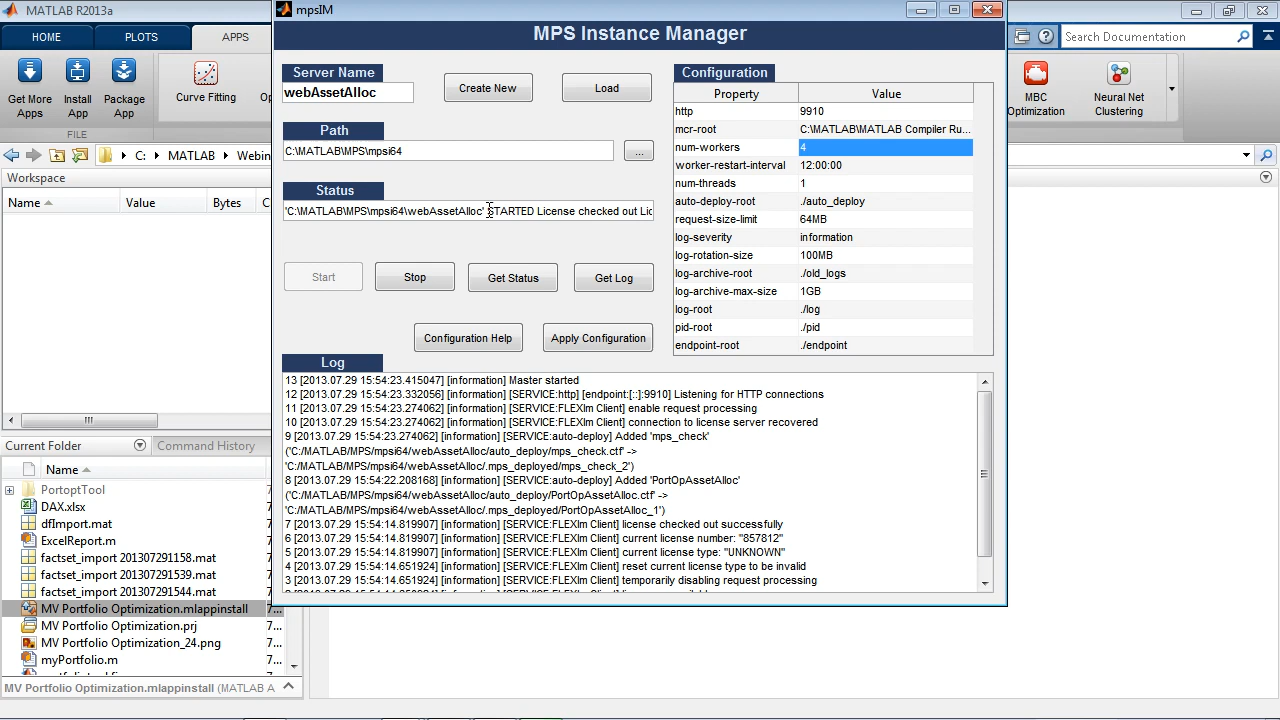 MATLAB R2013a
mpsIM
MPS Instance Manager
HOME
PLOTS
APPS
Search Documentation
Get More Apps
Install App
Package App
Curve Fitting
MBC Optimization
Neural Net Clustering
FILE
C:
MATLAB
Webin
Workspace
Name
Value
Bytes
C
Server Name
webAssetAlloc
Create New
Load
Path
C:\MATLAB\MPS\mpsi64
...
Status
'C:\MATLAB\MPS\mpsi64\webAssetAlloc' STARTED License checked out Lic
Start
Stop
Get Status
Get Log
Configuration Help
Apply Configuration
Configuration
Property Value
http 9910
mcr-root C:\MATLAB\MATLAB Compiler Ru...
num-workers 4
worker-restart-interval 12:00:00
num-threads 1
auto-deploy-root ./auto_deploy
request-size-limit 64MB
log-severity information
log-rotation-size 100MB
log-archive-root ./old_logs
log-archive-max-size 1GB
log-root ./log
pid-root ./pid
endpoint-root ./endpoint
Log
13 [2013.07.29 15:54:23.415047] [information] Master started
12 [2013.07.29 15:54:23.332056] [information] [SERVICE:http] [endpoint:[::]:9910] Listening for HTTP connections
11 [2013.07.29 15:54:23.274062] [information] [SERVICE:FLEXlm Client] enable request processing
10 [2013.07.29 15:54:23.274062] [information] [SERVICE:FLEXlm Client] connection to license server recovered
9 [2013.07.29 15:54:23.274062] [information] [SERVICE:auto-deploy] Added 'mps_check'
('C:/MATLAB/MPS/mpsi64/webAssetAlloc/auto_deploy/mps_check.ctf' ->
'C:/MATLAB/MPS/mpsi64/webAssetAlloc/.mps_deployed/mps_check_2')
8 [2013.07.29 15:54:22.208168] [information] [SERVICE:auto-deploy] Added 'PortOpAssetAlloc'
('C:/MATLAB/MPS/mpsi64/webAssetAlloc/auto_deploy/PortOpAssetAlloc.ctf' ->
'C:/MATLAB/MPS/mpsi64/webAssetAlloc/.mps_deployed/PortOpAssetAlloc_1')
7 [2013.07.29 15:54:14.819907] [information] [SERVICE:FLEXlm Client] license checked out successfully
6 [2013.07.29 15:54:14.819907] [information] [SERVICE:FLEXlm Client] current license number: "857812"
5 [2013.07.29 15:54:14.819907] [information] [SERVICE:FLEXlm Client] current license type: "UNKNOWN"
4 [2013.07.29 15:54:14.651924] [information] [SERVICE:FLEXlm Client] reset current license type to be invalid
3 [2013.07.29 15:54:14.651924] [information] [SERVICE:FLEXlm Client] temporarily disabling request processing
Current Folder
Command History
Name
PortoptTool 7
DAX.xlsx 7
dfImport.mat 7
ExcelReport.m 7
factset_import 201307291158.mat 7
factset_import 201307291539.mat 7
factset_import 201307291544.mat 7
MV Portfolio Optimization.mlappinstall 7...
MV Portfolio Optimization.prj 7...
MV Portfolio Optimization_24.png 7...
myPortfolio.m 7...
MV Portfolio Optimization.mlappinstall (MATLAB A